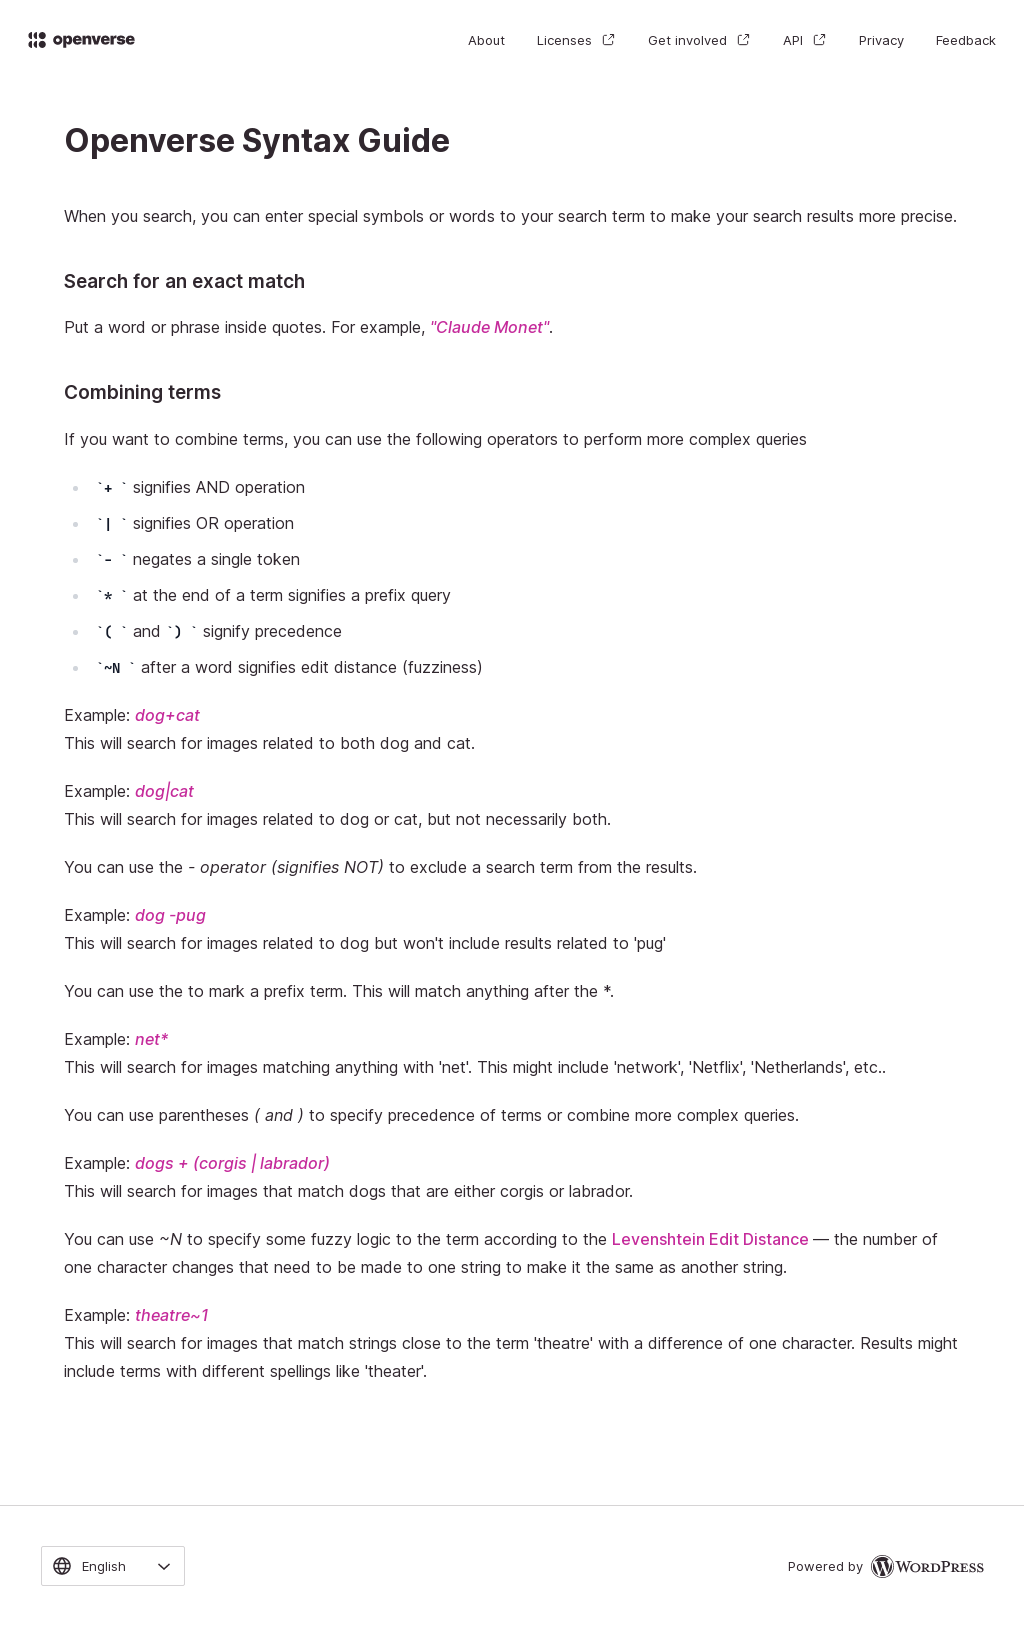 openverse
About Licenses Get involved API Privacy Feedback
Openverse Syntax Guide
When you search, you can enter special symbols or words to your search term to make your search results more precise.
Search for an exact match
Put a word or phrase inside quotes. For example, "Claude Monet".
Combining terms
If you want to combine terms, you can use the following operators to perform more complex queries
`+ ` signifies AND operation
`| ` signifies OR operation
`- ` negates a single token
`* ` at the end of a term signifies a prefix query
`( ` and `) ` signify precedence
`~N ` after a word signifies edit distance (fuzziness)
Example: dog+cat
This will search for images related to both dog and cat.
Example: dog|cat
This will search for images related to dog or cat, but not necessarily both.
You can use the - operator (signifies NOT) to exclude a search term from the results.
Example: dog -pug
This will search for images related to dog but won't include results related to 'pug'
You can use the to mark a prefix term. This will match anything after the *.
Example: net*
This will search for images matching anything with 'net'. This might include 'network', 'Netflix', 'Netherlands', etc..
You can use parentheses ( and ) to specify precedence of terms or combine more complex queries.
Example: dogs + (corgis | labrador)
This will search for images that match dogs that are either corgis or labrador.
You can use ~N to specify some fuzzy logic to the term according to the Levenshtein Edit Distance — the number of
one character changes that need to be made to one string to make it the same as another string.
Example: theatre~1
This will search for images that match strings close to the term 'theatre' with a difference of one character. Results might
include terms with different spellings like 'theater'.
English
Powered by WordPress